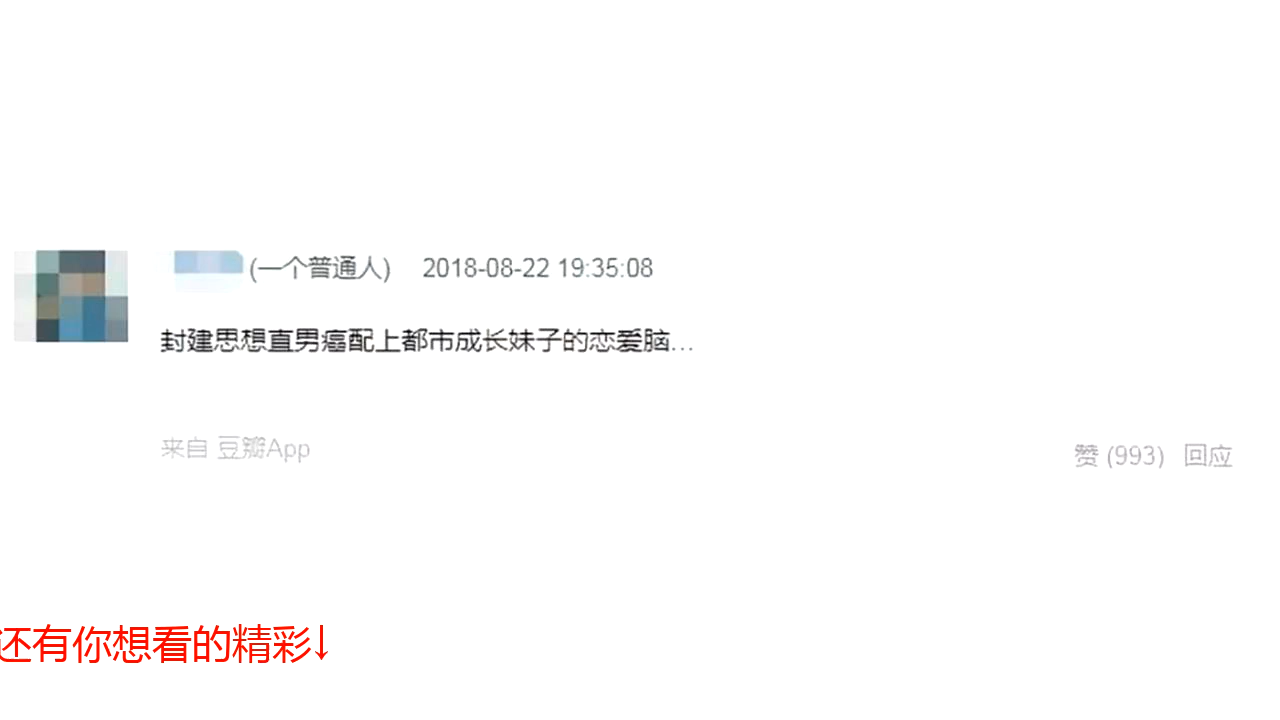 (一个普通人) 2018-08-22 19:35:08
封建思想直男癌配上都市成长妹子的恋爱脑...
来自 豆瓣App
赞 (993) 回应
还有你想看的精彩↓